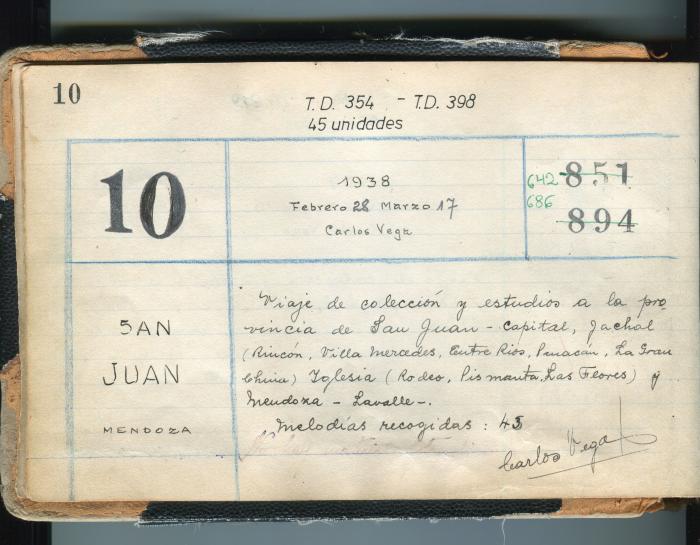 10
T.D. 354 - T.D. 398
45 unidades
10
1938
Febrero 28 Marzo 17
Carlos Vega
642 851
686 894
SAN
JUAN
MENDOZA
Viaje de colección y estudios a la pro-
vincia de San Juan - capital, Jachal
(Rincón, Villa Mercedes, Entre Rios, Panacán, La Gran
China) Iglesia (Rodeo, Pismanta, Las Flores) y
Mendoza - Lavalle-.
Melodías recogidas: 45
Carlos Vega